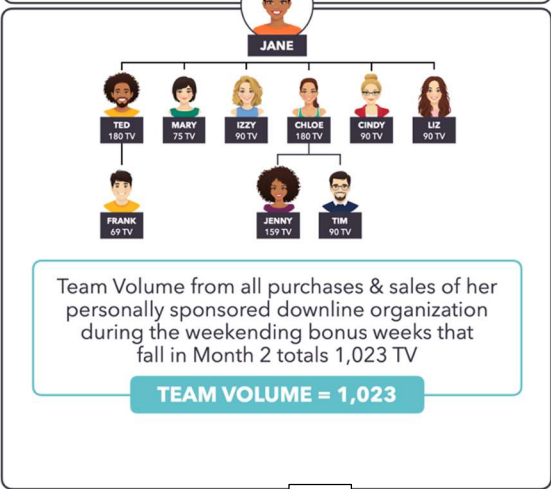 JANE
TED
180 TV
MARY
75 TV
IZZY
90 TV
CHLOE
180 TV
CINDY
90 TV
LIZ
90 TV
FRANK
69 TV
JENNY
159 TV
TIM
90 TV
Team Volume from all purchases & sales of her
personally sponsored downline organization
during the weekending bonus weeks that
fall in Month 2 totals 1,023 TV
TEAM VOLUME = 1,023